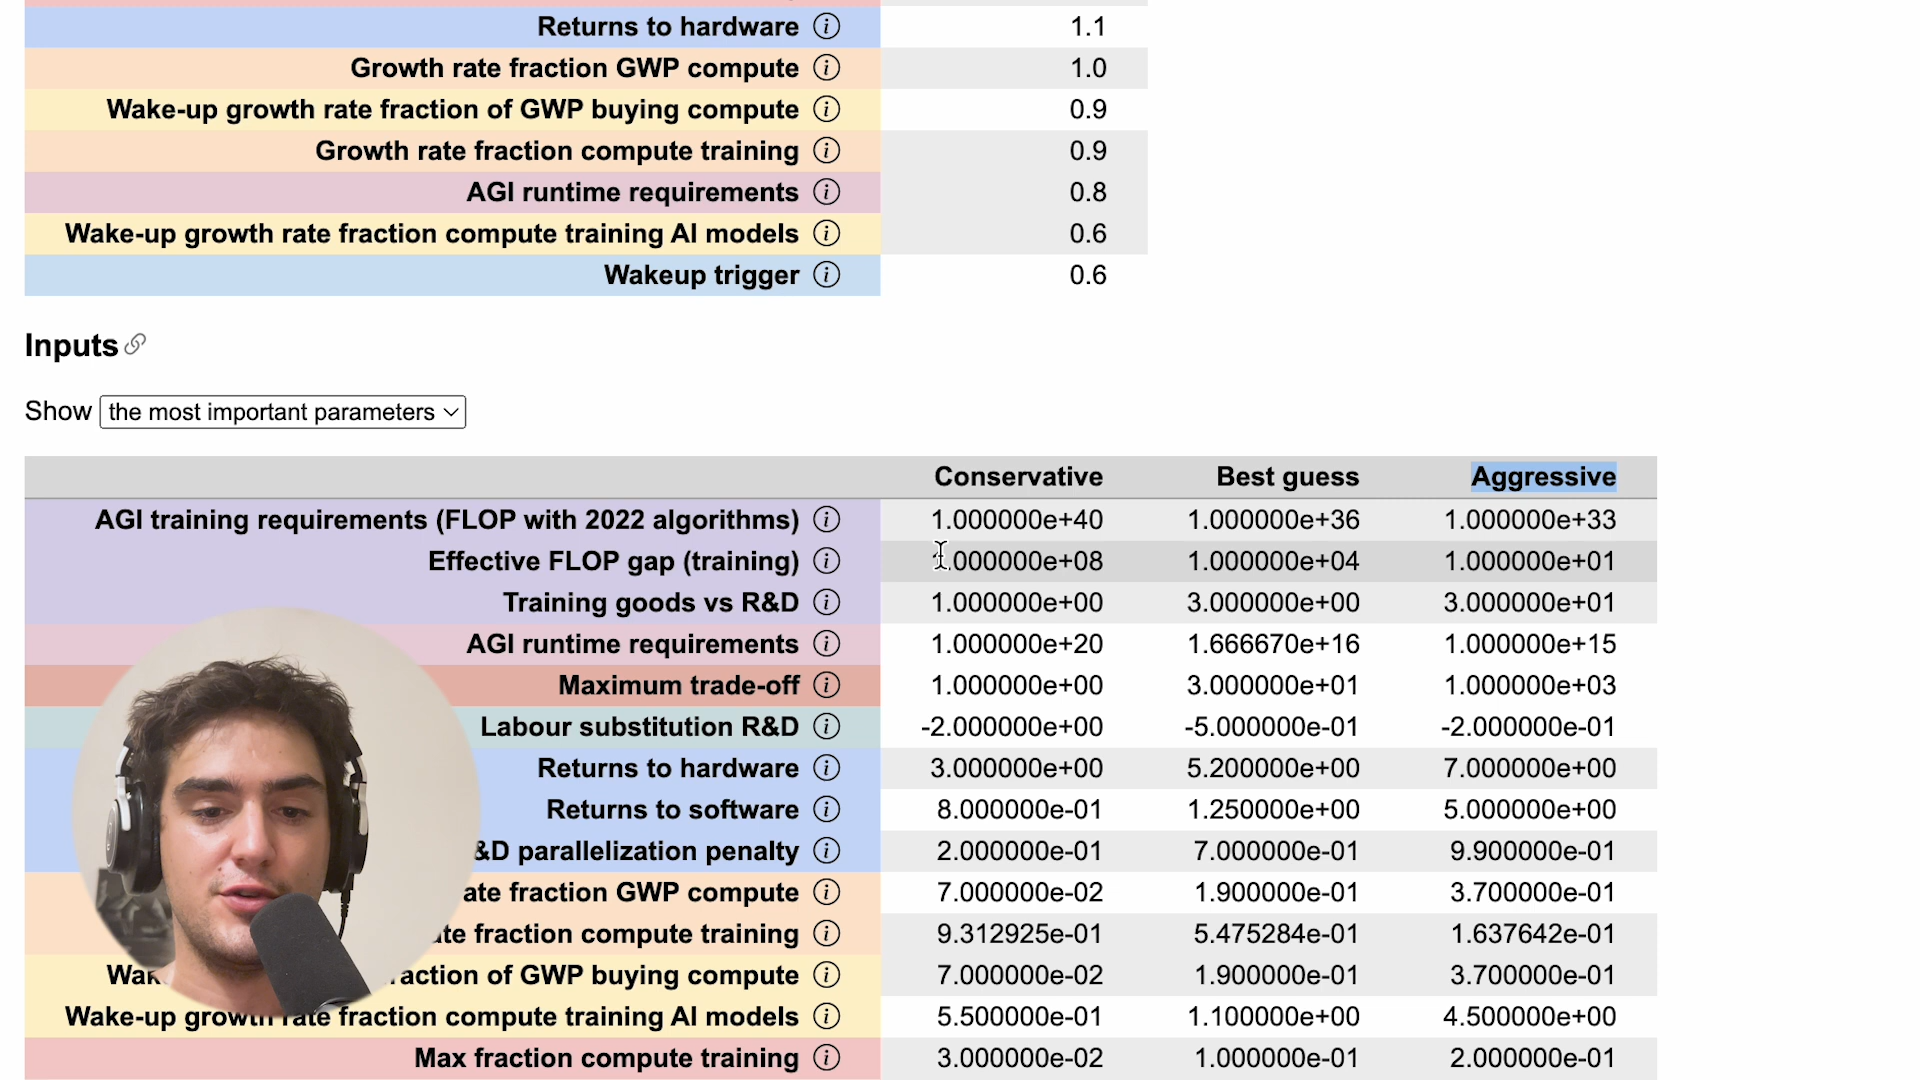 Returns to hardware 1.1
Growth rate fraction GWP compute 1.0
Wake-up growth rate fraction of GWP buying compute 0.9
Growth rate fraction compute training 0.9
AGI runtime requirements 0.8
Wake-up growth rate fraction compute training AI models 0.6
Wakeup trigger 0.6
Inputs
Show the most important parameters
Conservative Best guess Aggressive
AGI training requirements (FLOP with 2022 algorithms) 1.000000e+40 1.000000e+36 1.000000e+33
Effective FLOP gap (training) 1.000000e+08 1.000000e+04 1.000000e+01
Training goods vs R&D 1.000000e+00 3.000000e+00 3.000000e+01
AGI runtime requirements 1.000000e+20 1.666670e+16 1.000000e+15
Maximum trade-off 1.000000e+00 3.000000e+01 1.000000e+03
Labour substitution R&D -2.000000e+00 -5.000000e-01 -2.000000e-01
Returns to hardware 3.000000e+00 5.200000e+00 7.000000e+00
Returns to software 8.000000e-01 1.250000e+00 5.000000e+00
&D parallelization penalty 2.000000e-01 7.000000e-01 9.900000e-01
ate fraction GWP compute 7.000000e-02 1.900000e-01 3.700000e-01
fraction compute training 9.312925e-01 5.475284e-01 1.637642e-01
action of GWP buying compute 7.000000e-02 1.900000e-01 3.700000e-01
Wake-up growth rate fraction compute training AI models 5.500000e-01 1.100000e+00 4.500000e+00
Max fraction compute training 3.000000e-02 1.000000e-01 2.000000e-01